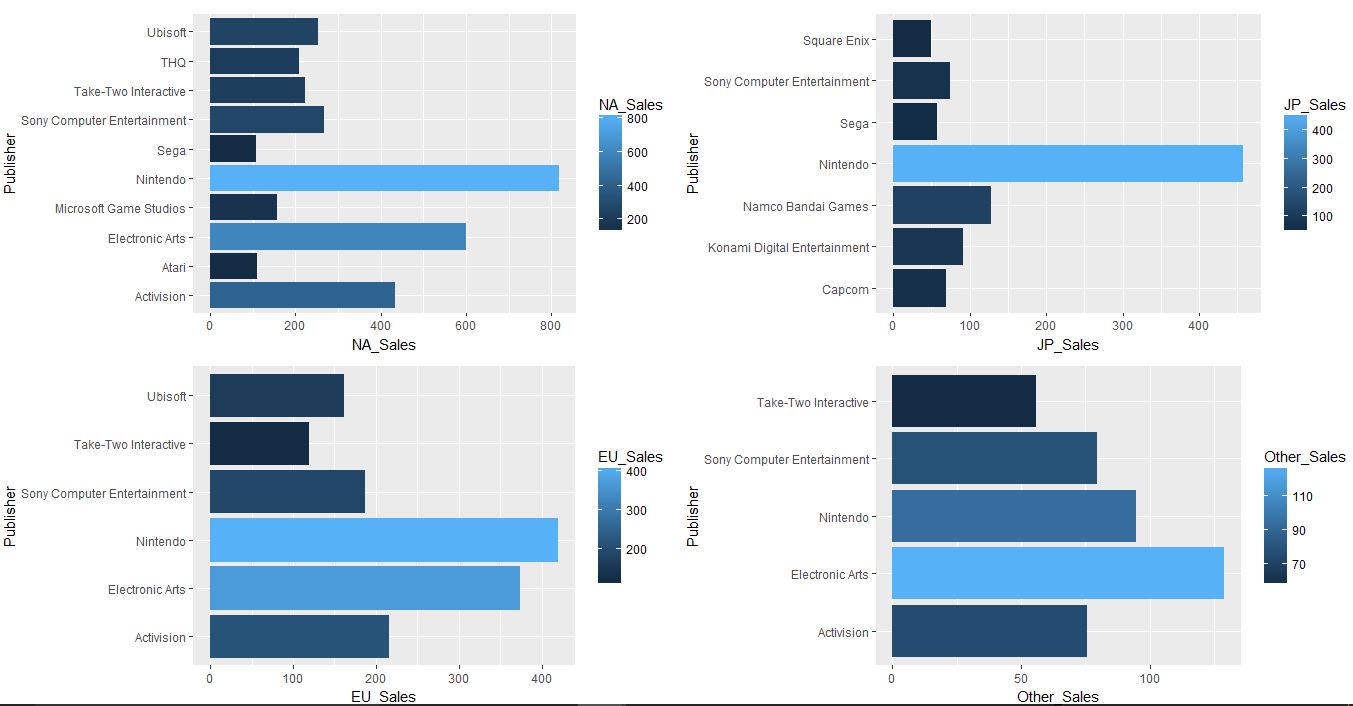 Ubisoft
THQ
Take-Two Interactive
Sony Computer Entertainment
Sega
Nintendo
Microsoft Game Studios
Electronic Arts
Atari
Activision
Publisher
0 200 400 600 800
NA_Sales
NA_Sales
800
600
400
200
Square Enix
Sony Computer Entertainment
Sega
Nintendo
Namco Bandai Games
Konami Digital Entertainment
Capcom
Publisher
0 100 200 300 400
JP_Sales
JP_Sales
400
300
200
100
Ubisoft
Take-Two Interactive
Sony Computer Entertainment
Nintendo
Electronic Arts
Activision
Publisher
0 100 200 300 400
EU_Sales
EU_Sales
400
300
200
Take-Two Interactive
Sony Computer Entertainment
Nintendo
Electronic Arts
Activision
Publisher
0 50 100
Other_Sales
Other_Sales
110
90
70